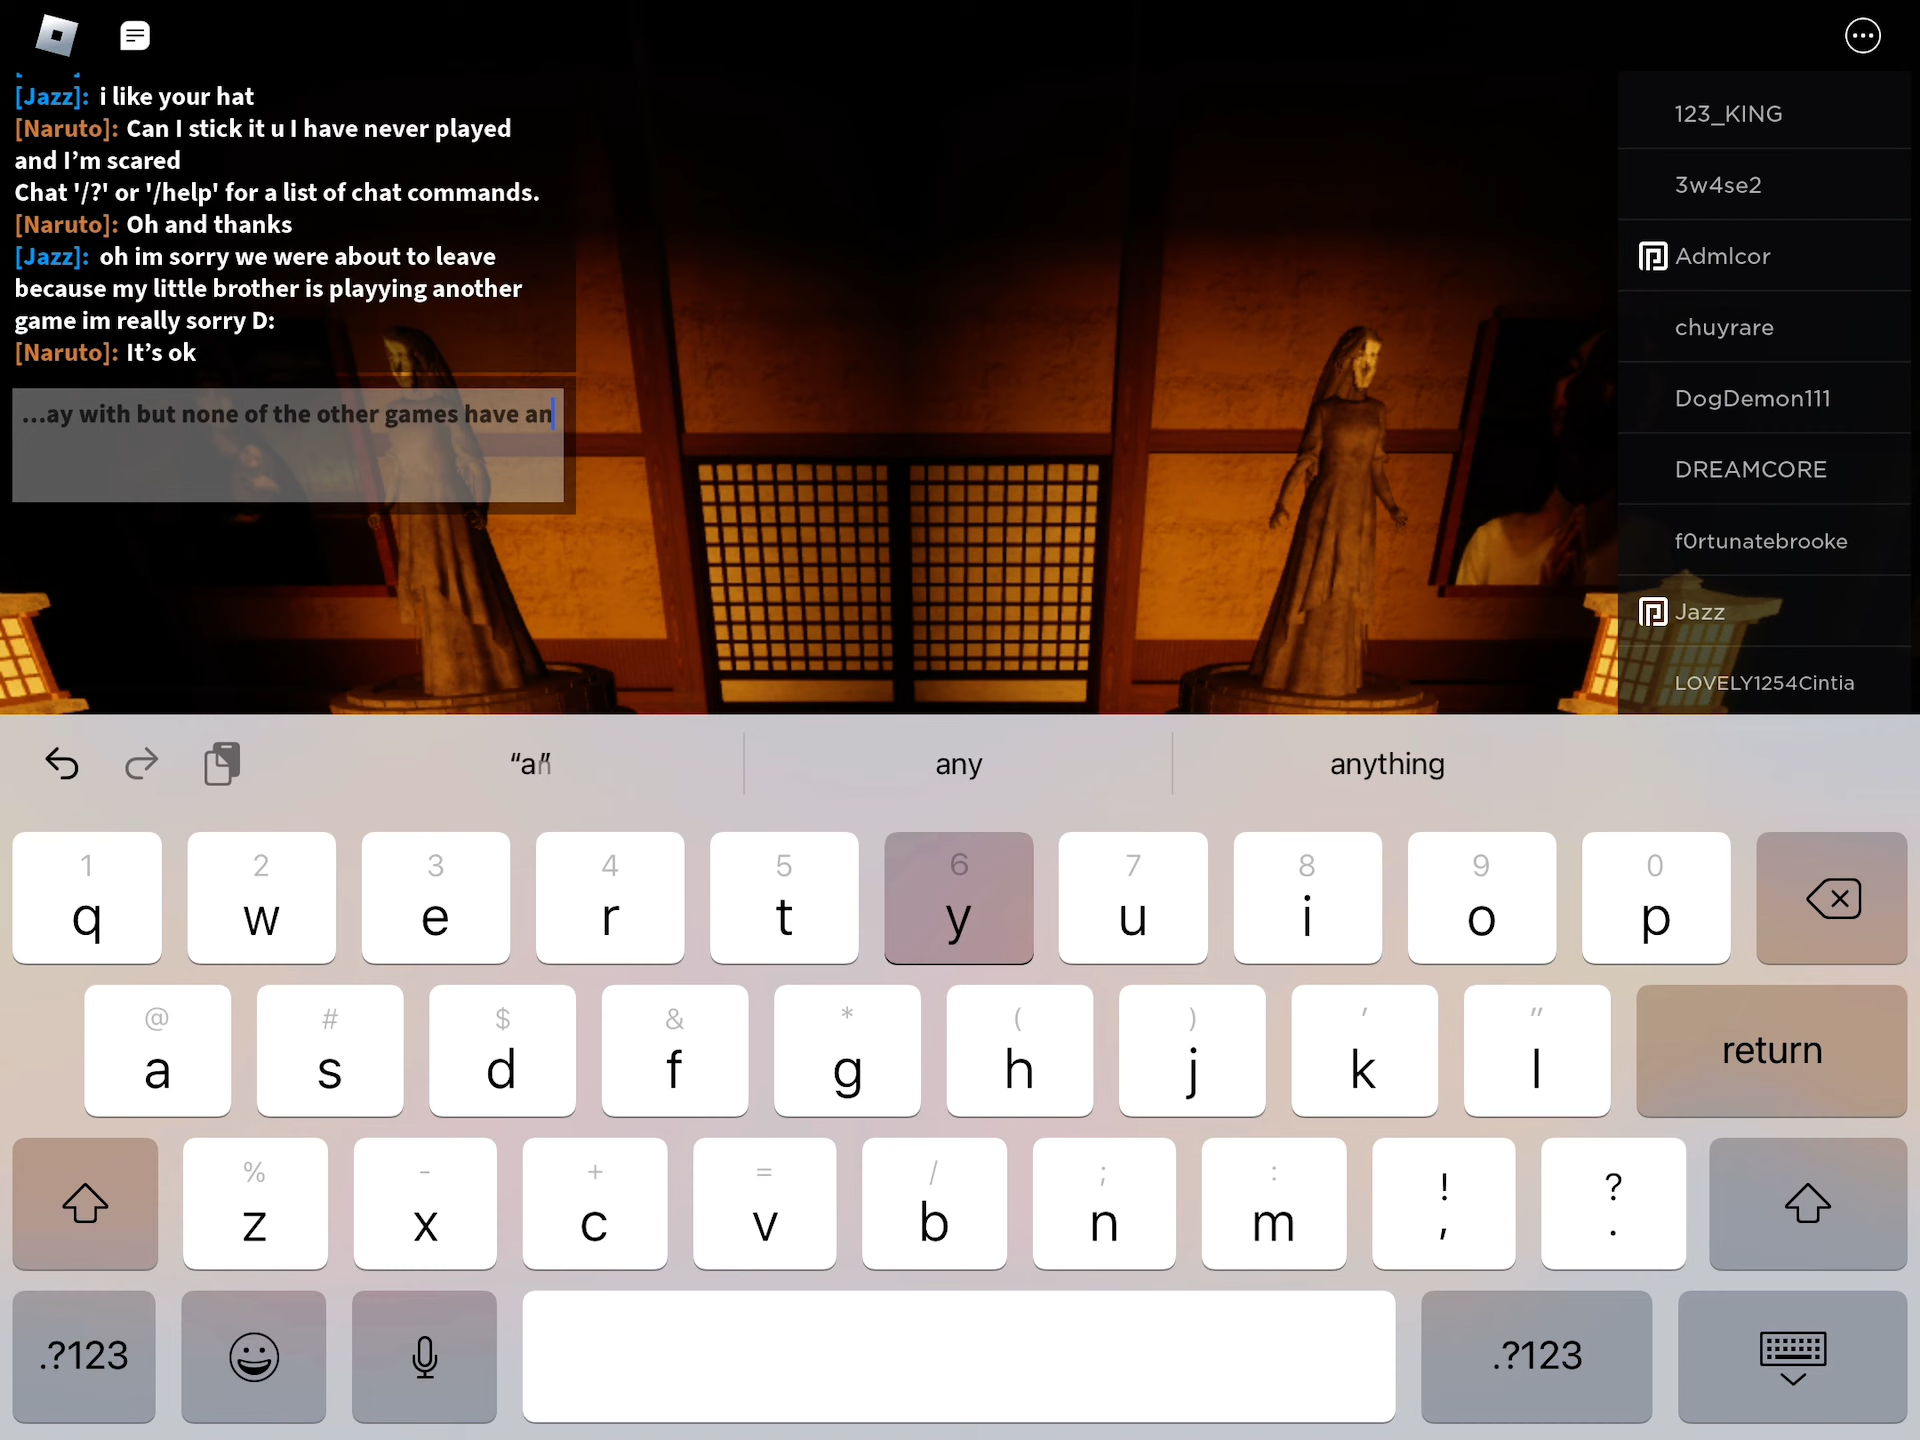 [Jazz]: i like your hat
[Naruto]: Can I stick it u I have never played
and I’m scared
Chat '/?' or '/help' for a list of chat commands.
[Naruto]: Oh and thanks
[Jazz]: oh im sorry we were about to leave
because my little brother is playying another
game im really sorry D:
[Naruto]: It’s ok
...ay with but none of the other games have an
123_KING
3w4se2
Admlcor
chuyrare
DogDemon111
DREAMCORE
f0rtunatebrooke
Jazz
LOVELY1254Cintia
“an” any anything
1 2 3 4 5 6 7 8 9 0
q w e r t y u i o p
@ # $ & * ( ) ' "
a s d f g h j k l return
% - + = / ; : ! ?
z x c v b n m , .
.?123 .?123